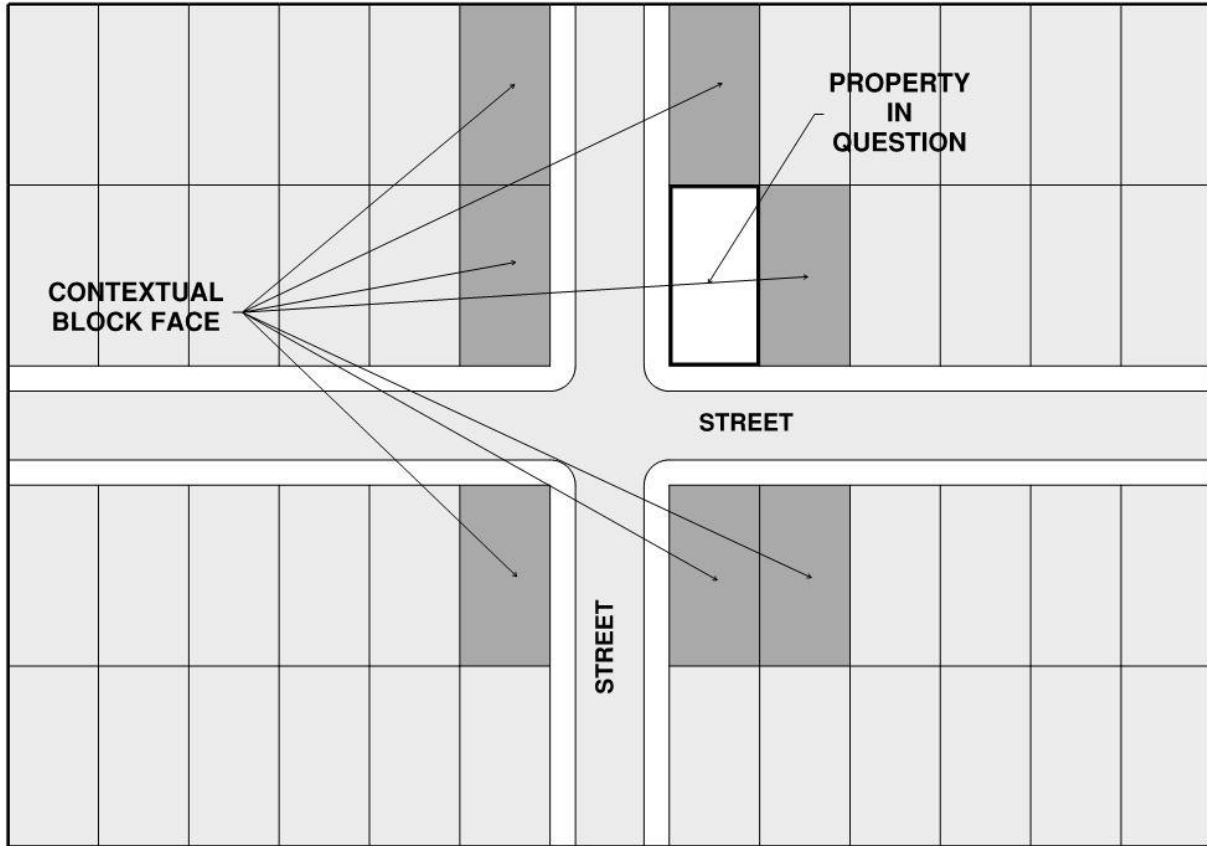 PROPERTY
IN
QUESTION
CONTEXTUAL
BLOCK FACE
STREET
STREET